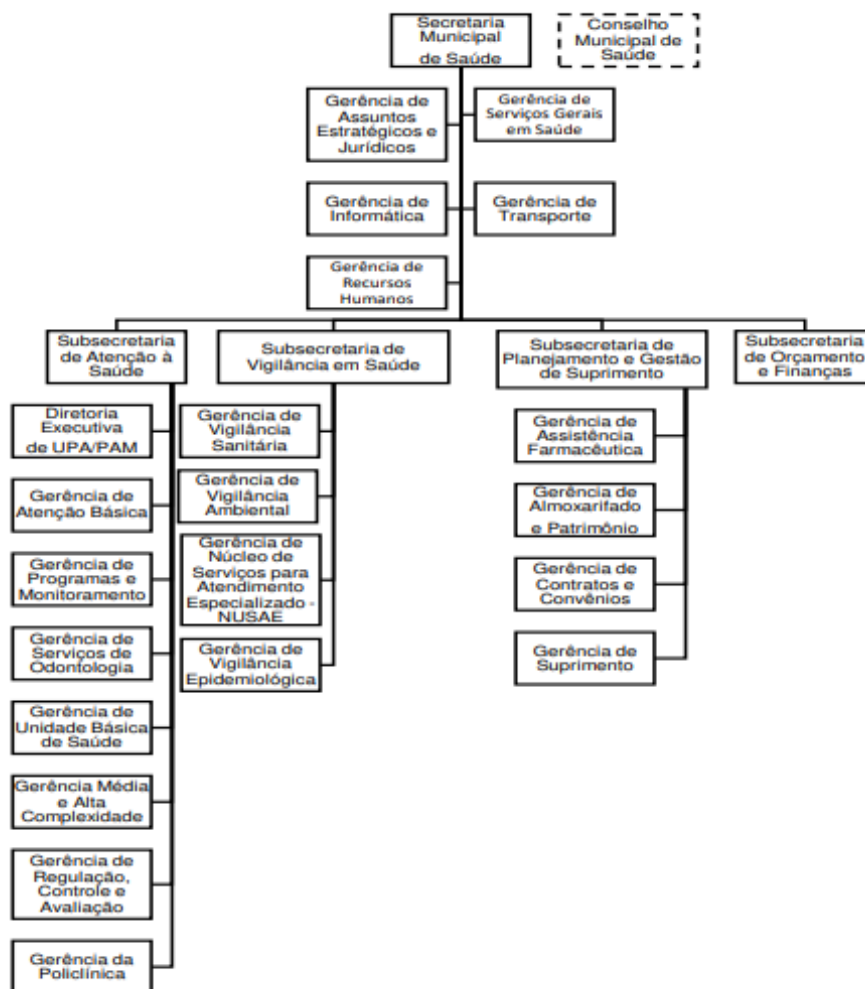 Secretaria
Municipal
de Saúde
Conselho
Municipal de
Saúde
Gerência de
Assuntos
Estratégicos e
Jurídicos
Gerência de
Serviços Gerais
em Saúde
Gerência de
Informática
Gerência de
Transporte
Gerência de
Recursos
Humanos
Subsecretaria
de Atenção à
Saúde
Subsecretaria de
Vigilância em Saúde
Subsecretaria de
Planejamento e Gestão
de Suprimento
Subsecretaria
de Orçamento
e Finanças
Diretoria
Executiva
de UPA/PAM
Gerência de
Atenção Básica
Gerência de
Programas e
Monitoramento
Gerência de
Serviços de
Odontologia
Gerência de
Unidade Básica
de Saúde
Gerência Média
e Alta
Complexidade
Gerência de
Regulação,
Controle e
Avaliação
Gerência da
Policlínica
Gerência de
Vigilância
Sanitária
Gerência de
Vigilância
Ambiental
Gerência de
Núcleo de
Serviços para
Atendimento
Especializado -
NUSAE
Gerência de
Vigilância
Epidemiológica
Gerência de
Assistência
Farmacêutica
Gerência de
Almoxarifado
e Patrimônio
Gerência de
Contratos e
Convênios
Gerência de
Suprimento